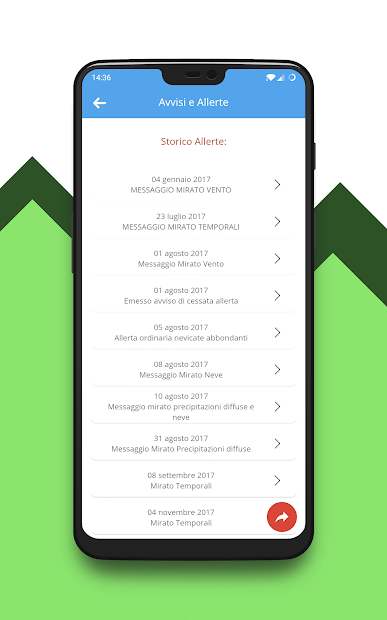 14:36
Avvisi e Allerte
Storico Allerte:
04 gennaio 2017
MESSAGGIO MIRATO VENTO
23 luglio 2017
MESSAGGIO MIRATO TEMPORALI
01 agosto 2017
Messaggio Mirato Vento
01 agosto 2017
Emesso avviso di cessata allerta
05 agosto 2017
Allerta ordinaria nevicate abbondanti
08 agosto 2017
Messaggio Mirato Neve
10 agosto 2017
Messaggio mirato precipitazioni diffuse e
neve
31 agosto 2017
Messaggio Mirato Precipitazioni diffuse
08 settembre 2017
Mirato Temporali
04 novembre 2017
Mirato Temporali